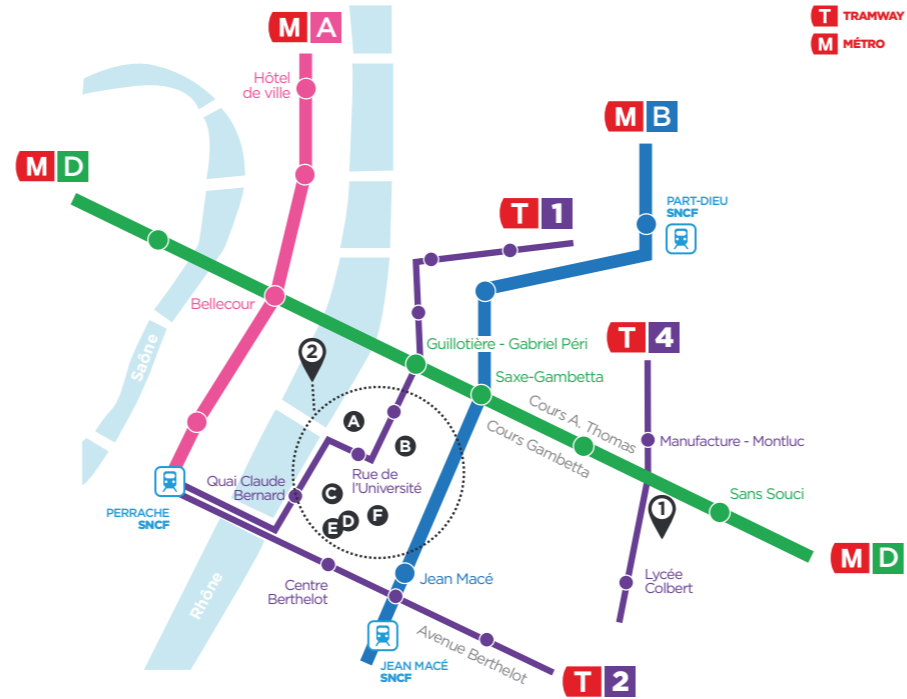 M A
T TRAMWAY
M MÉTRO
Hôtel
de ville
M B
M D
T 1
PART-DIEU
SNCF
Bellecour
Saône
2
Guillotière - Gabriel Péri
T 4
Saxe-Gambetta
Cours A. Thomas
Cours Gambetta
A
B
Manufacture - Montluc
Rue de
l'Université
Quai Claude
Bernard
C
D
E
F
Sans Souci
1
PERRACHE
SNCF
M D
Rhône
Centre
Berthelot
Jean Macé
Lycée
Colbert
Avenue Berthelot
JEAN MACÉ
SNCF
T 2